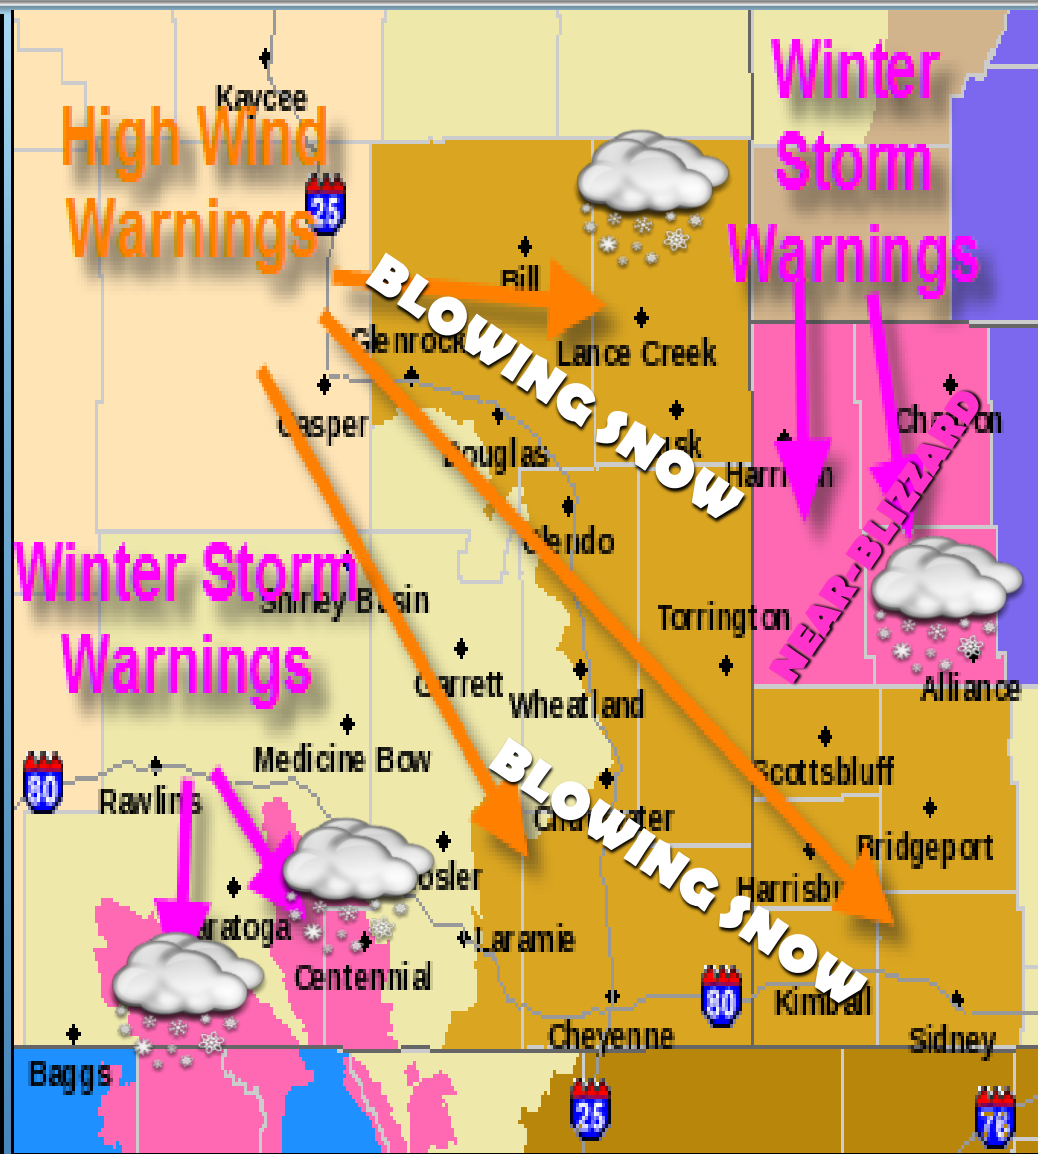 Kaycee
High Wind
Warnings
25
Winter
Storm
Warnings
Bill
BLOWING SNOW
Glenrock
Lance Creek
Casper
Douglas
Harrison
NEAR-BLIZZARD
Glendo
Winter Storm
Warnings
Shirley Basin
Torrington
Garrett
Wheatland
Alliance
Medicine Bow
Scottsbluff
80
Rawlins
BLOWING SNOW
Bridgeport
Laramie
Centennial
80
Kimball
Cheyenne
Sidney
Baggs
25
76